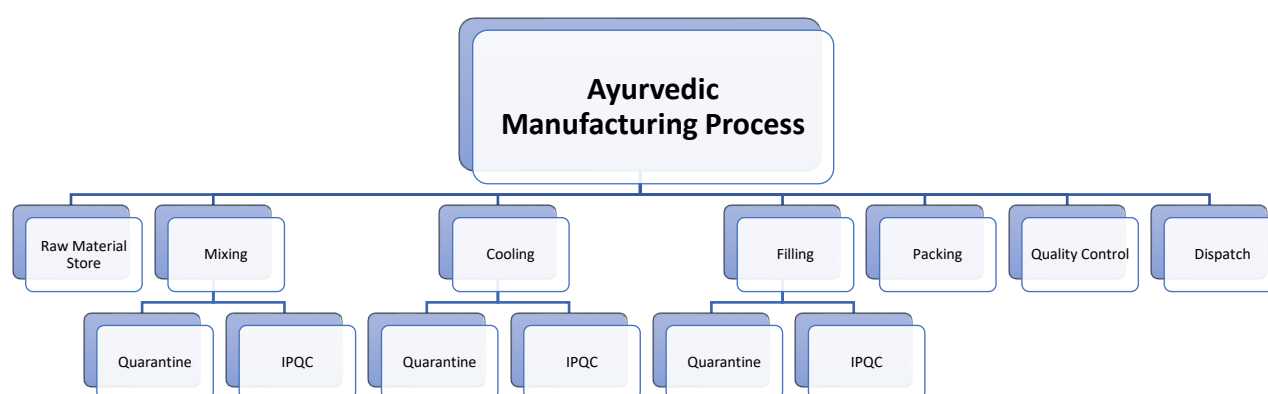 Ayurvedic
Manufacturing Process
Raw Material
Store
Mixing
Cooling
Filling
Packing
Quality Control
Dispatch
Quarantine
IPQC
Quarantine
IPQC
Quarantine
IPQC